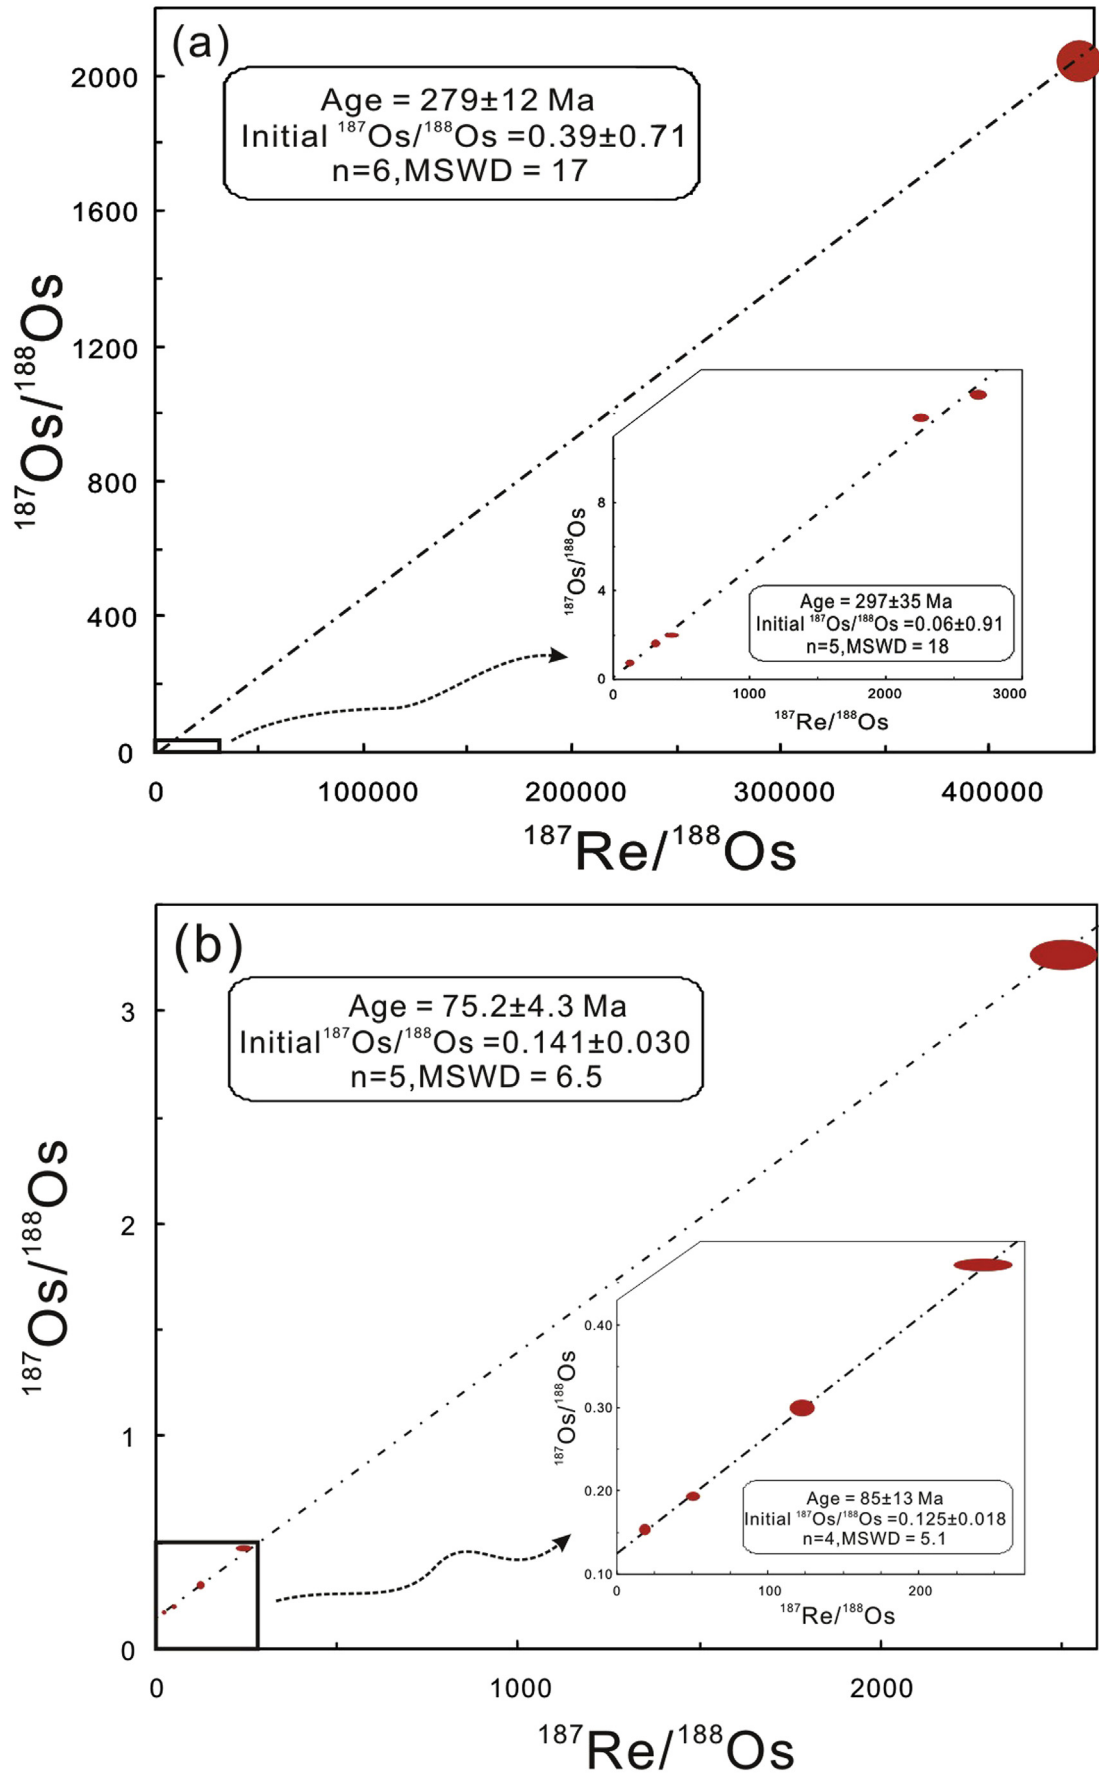 (a)
Age = 279±12 Ma
Initial ¹⁸⁷Os/¹⁸⁸Os =0.39±0.71
n=6,MSWD = 17
2000
1600
1200
800
400
0
¹⁸⁷Os/¹⁸⁸Os
8
4
0
¹⁸⁷Os/¹⁸⁸Os
Age = 297±35 Ma
Initial ¹⁸⁷Os/¹⁸⁸Os =0.06±0.91
n=5,MSWD = 18
0 1000 2000 3000
¹⁸⁷Re/¹⁸⁸Os
0 100000 200000 300000 400000
¹⁸⁷Re/¹⁸⁸Os
(b)
Age = 75.2±4.3 Ma
Initial¹⁸⁷Os/¹⁸⁸Os =0.141±0.030
n=5,MSWD = 6.5
3
2
1
0
¹⁸⁷Os/¹⁸⁸Os
0.40
0.30
0.20
0.10
¹⁸⁷Os/¹⁸⁸Os
Age = 85±13 Ma
Initial ¹⁸⁷Os/¹⁸⁸Os =0.125±0.018
n=4,MSWD = 5.1
0 100 200
¹⁸⁷Re/¹⁸⁸Os
0 1000 2000
¹⁸⁷Re/¹⁸⁸Os